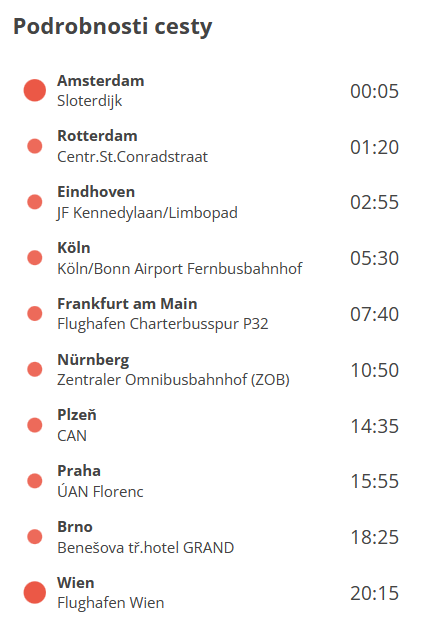 Podrobnosti cesty
Amsterdam
Sloterdijk
00:05
Rotterdam
Centr.St.Conradstraat
01:20
Eindhoven
JF Kennedylaan/Limbopad
02:55
Köln
Köln/Bonn Airport Fernbusbahnhof
05:30
Frankfurt am Main
Flughafen Charterbusspur P32
07:40
Nürnberg
Zentraler Omnibusbahnhof (ZOB)
10:50
Plzeň
CAN
14:35
Praha
ÚAN Florenc
15:55
Brno
Benešova tř.hotel GRAND
18:25
Wien
Flughafen Wien
20:15